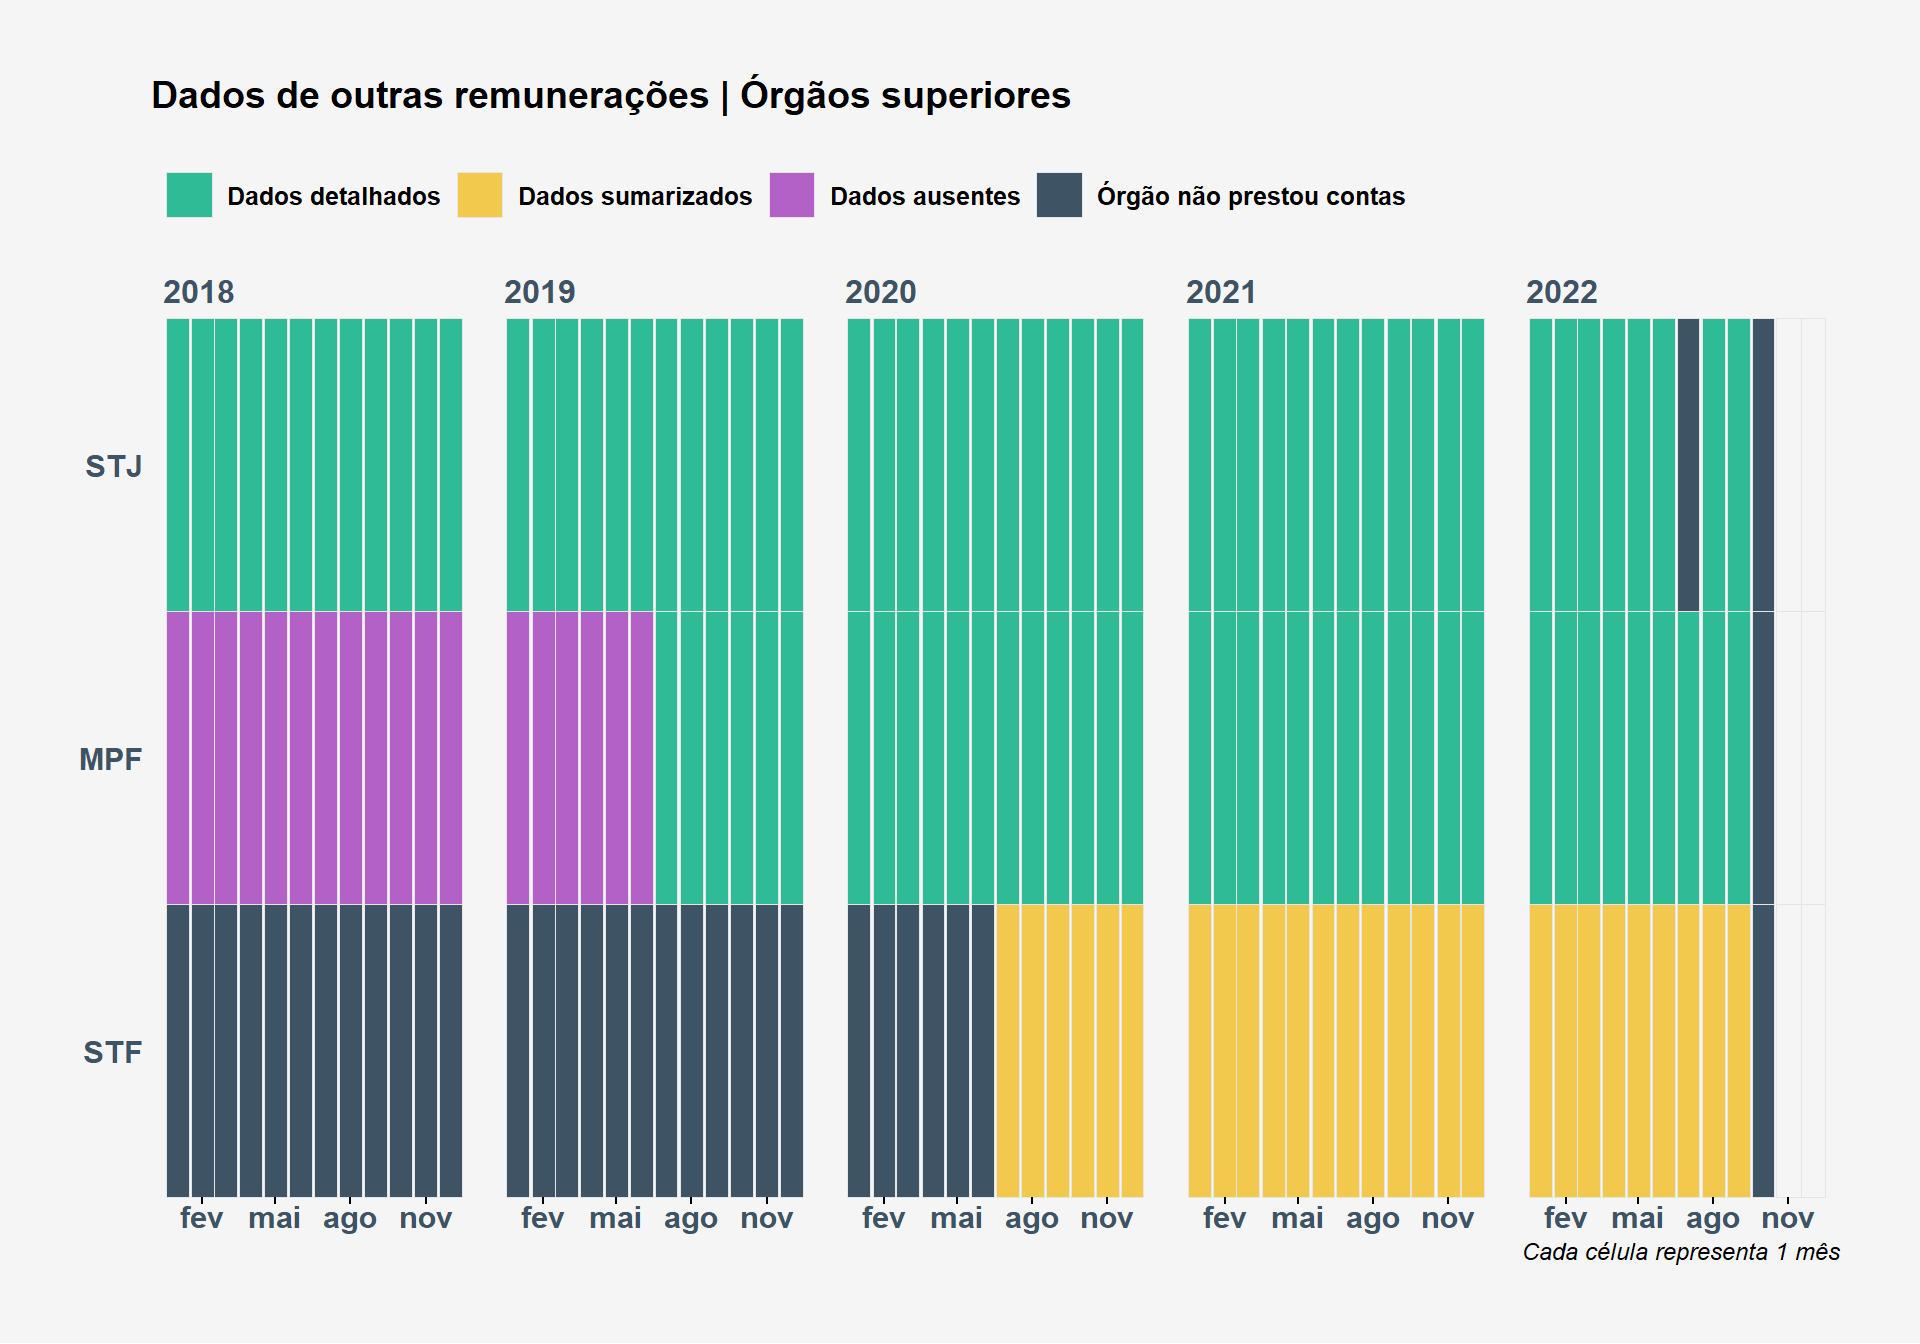 Dados de outras remunerações | Órgãos superiores
Dados detalhados Dados sumarizados Dados ausentes Órgão não prestou contas
2018 2019 2020 2021 2022
STJ
MPF
STF
fev mai ago nov fev mai ago nov fev mai ago nov fev mai ago nov fev mai ago nov
Cada célula representa 1 mês